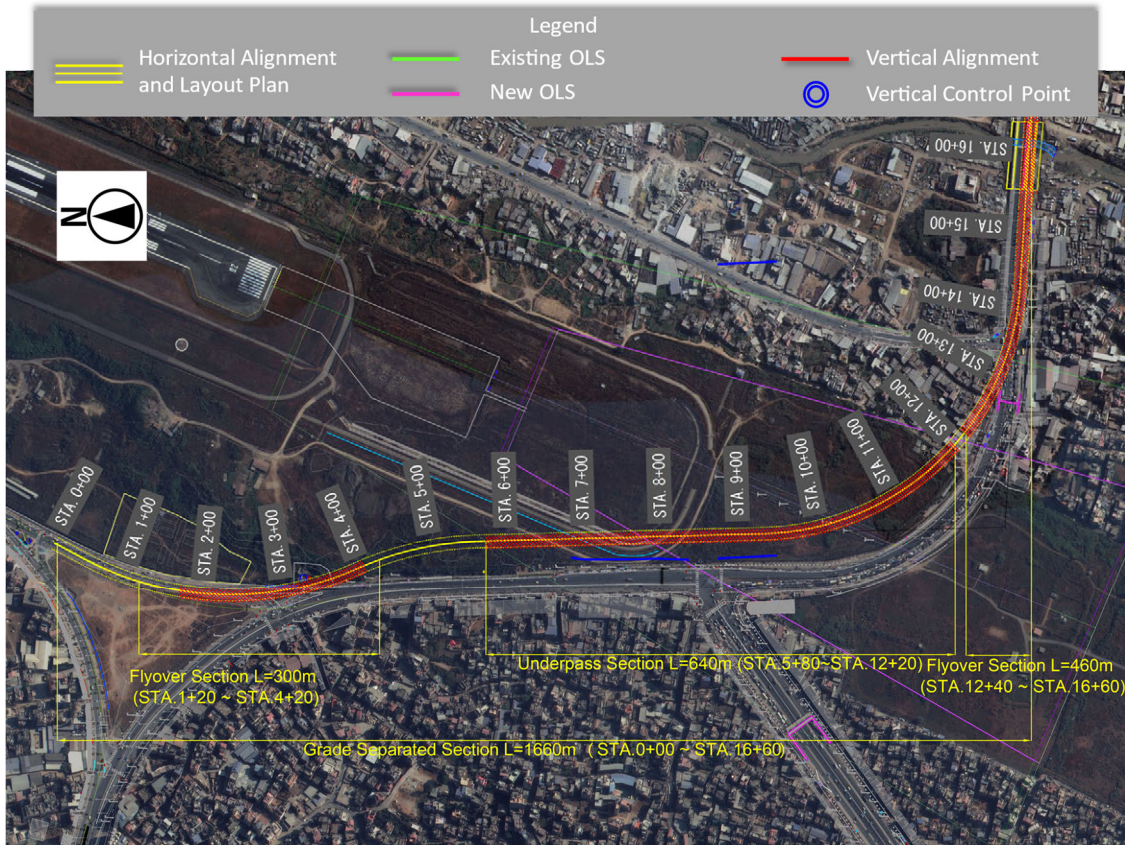 Legend
Horizontal Alignment
and Layout Plan
Existing OLS
New OLS
Vertical Alignment
Vertical Control Point
N
STA. 0+00
STA. 1+00
STA. 2+00
STA. 3+00
STA. 4+00
STA. 5+00
STA. 6+00
STA. 7+00
STA. 8+00
STA. 9+00
STA. 10+00
STA. 11+00
STA. 12+00
STA. 13+00
STA. 14+00
STA. 15+00
STA. 16+00
Flyover Section L=300m
(STA.1+20 ~ STA.4+20)
Underpass Section L=640m (STA.5+80~STA.12+20)
Flyover Section L=460m
(STA.12+40 ~ STA.16+60)
Grade Separated Section L=1660m ( STA.0+00 ~ STA.16+60)